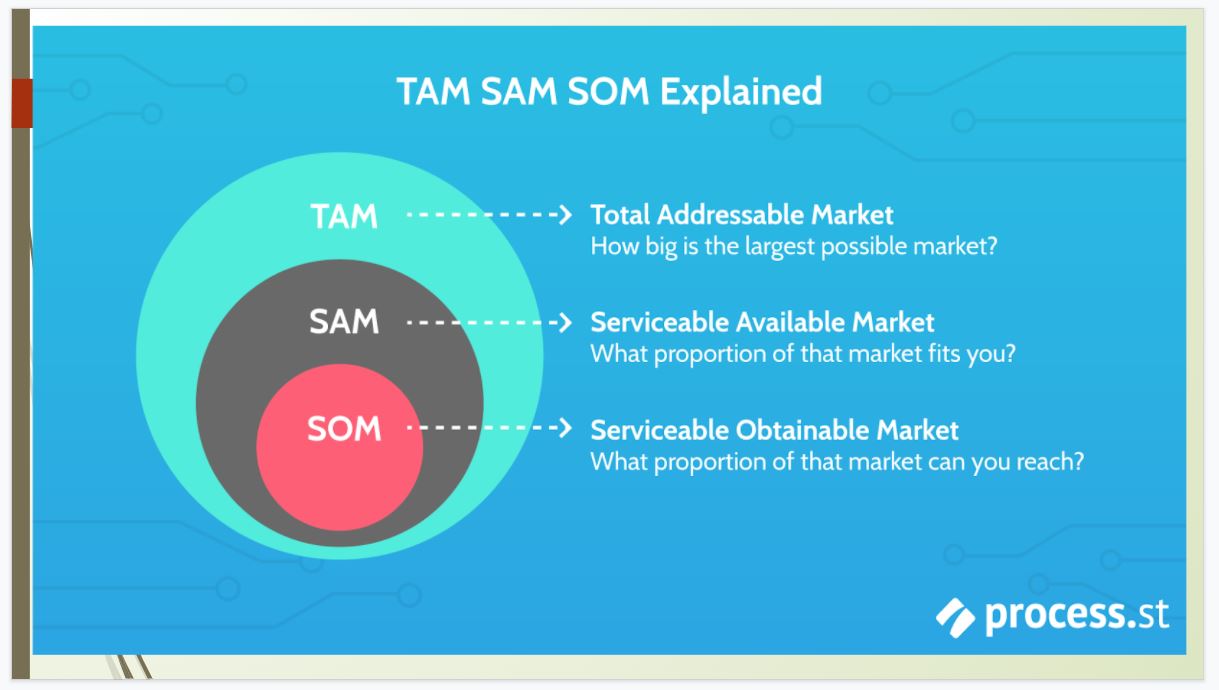 TAM SAM SOM Explained
TAM
Total Addressable Market
How big is the largest possible market?
SAM
Serviceable Available Market
What proportion of that market fits you?
SOM
Serviceable Obtainable Market
What proportion of that market can you reach?
process.st